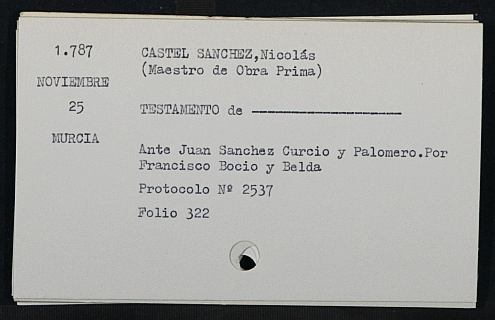 1.787
NOVIEMBRE
25
MURCIA
CASTEL SANCHEZ,Nicolás
(Maestro de Obra Prima)
TESTAMENTO de ---------------------
Ante Juan Sanchez Curcio y Palomero.Por
Francisco Bocio y Belda
Protocolo Nº 2537
Folio 322